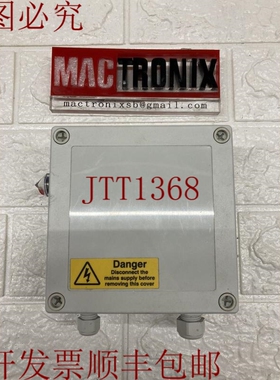 图必究
MACTRONIX
mactronixsb@gmail.com
JTT1368
Danger
Disconnect the
mains supply before
removing this cover
开发票顺丰包邮